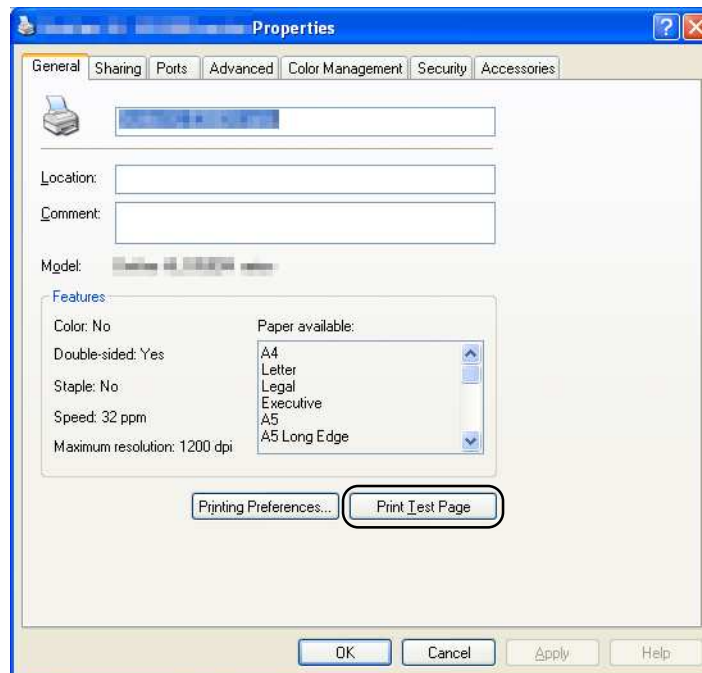 Properties
General Sharing Ports Advanced Color Management Security Accessories
Location:
Comment:
Model:
Features
Color: No
Paper available:
Double-sided: Yes
A4
Letter
Staple: No
Legal
Executive
Speed: 32 ppm
A5
Maximum resolution: 1200 dpi
A5 Long Edge
Printing Preferences... Print Test Page
OK Cancel Apply Help